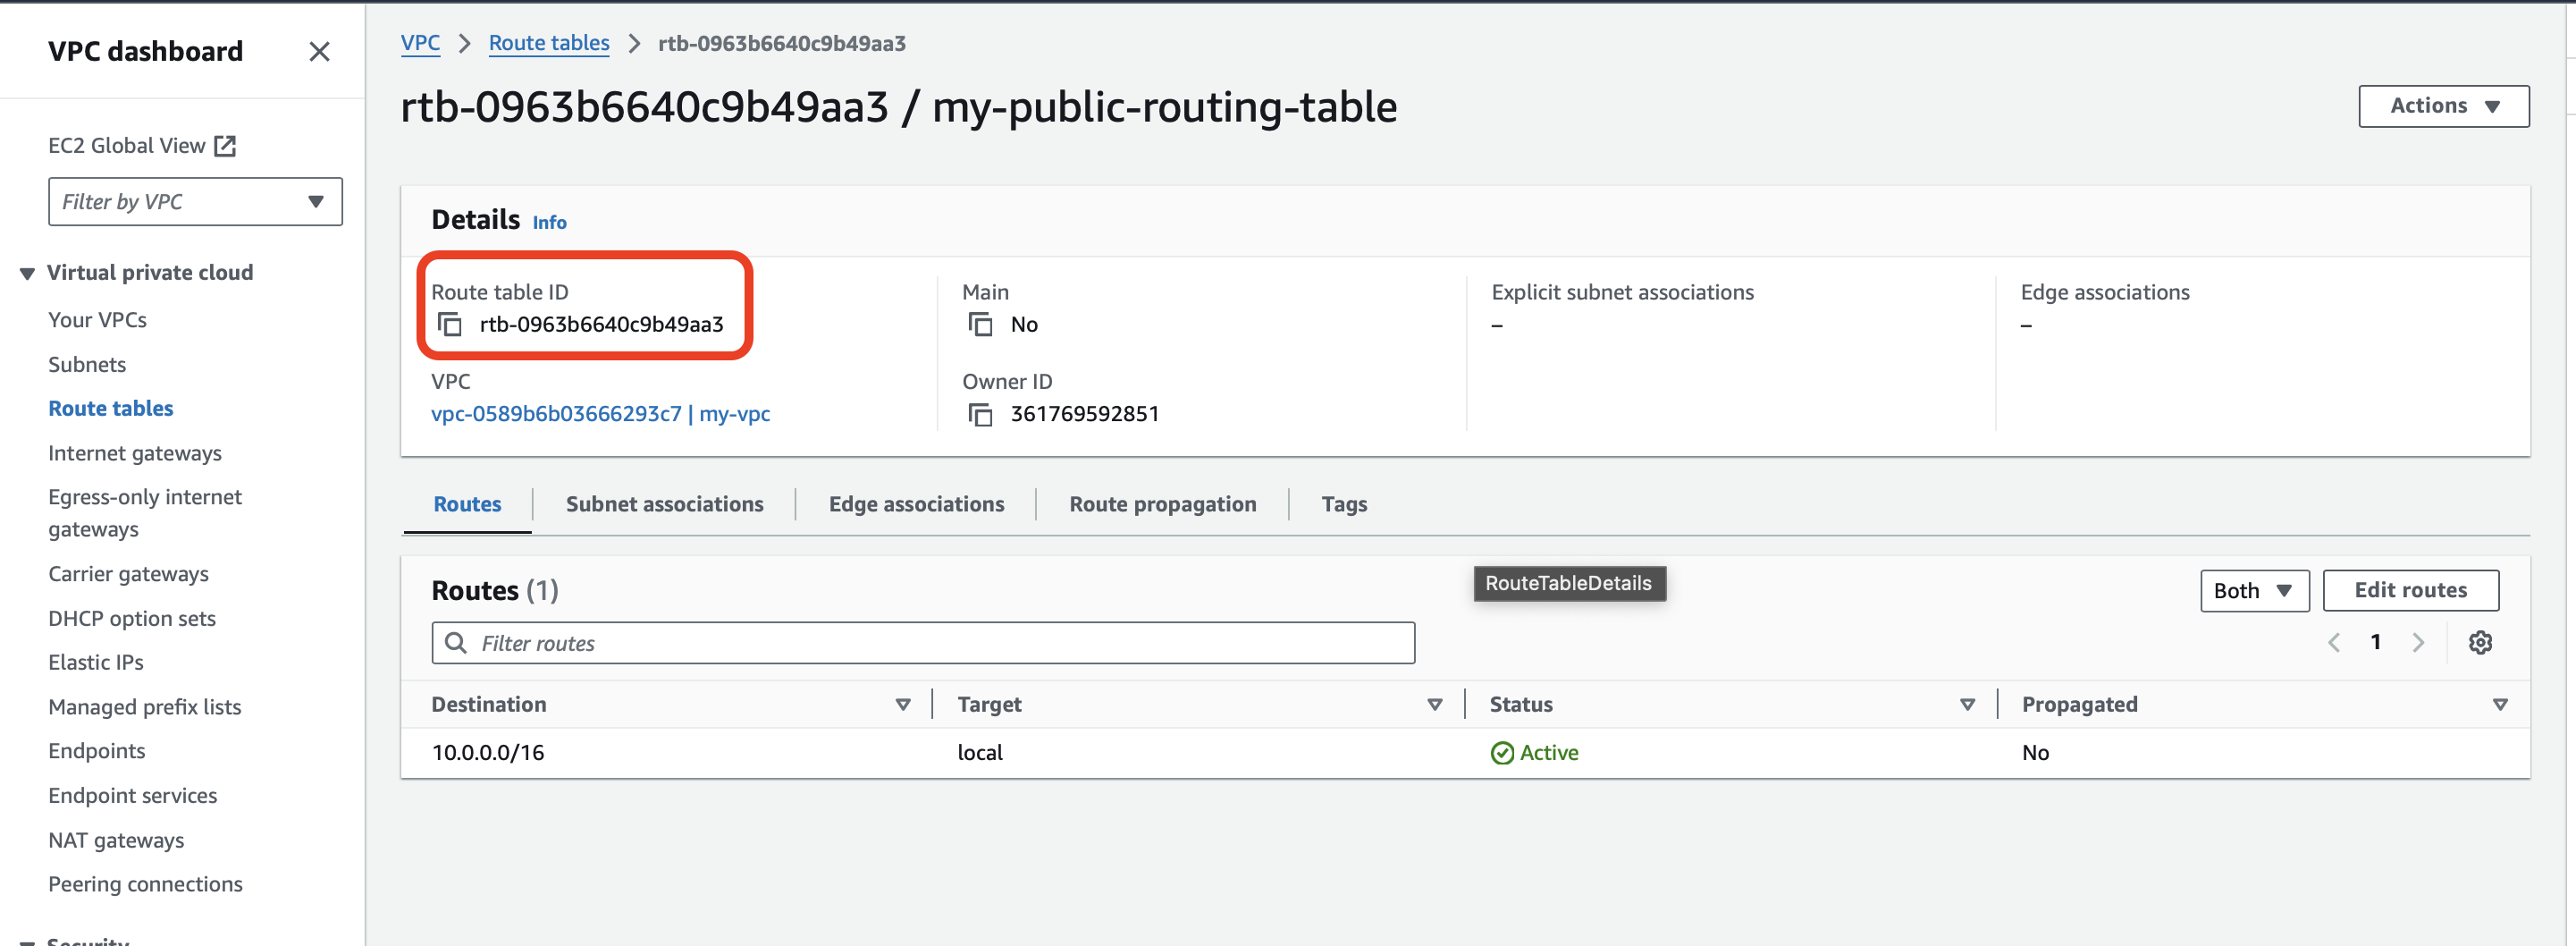 VPC dashboard
EC2 Global View
Filter by VPC
Virtual private cloud
Your VPCs
Subnets
Route tables
Internet gateways
Egress-only internet
gateways
Carrier gateways
DHCP option sets
Elastic IPs
Managed prefix lists
Endpoints
Endpoint services
NAT gateways
Peering connections
Security
VPC > Route tables > rtb-0963b6640c9b49aa3
rtb-0963b6640c9b49aa3 / my-public-routing-table
Actions
Details Info
Route table ID
rtb-0963b6640c9b49aa3
VPC
vpc-0589b6b03666293c7 | my-vpc
Main
No
Owner ID
361769592851
Explicit subnet associations
–
Edge associations
–
Routes Subnet associations Edge associations Route propagation Tags
Routes (1)
RouteTableDetails
Both
Edit routes
Filter routes
1
Destination Target Status Propagated
10.0.0.0/16 local Active No